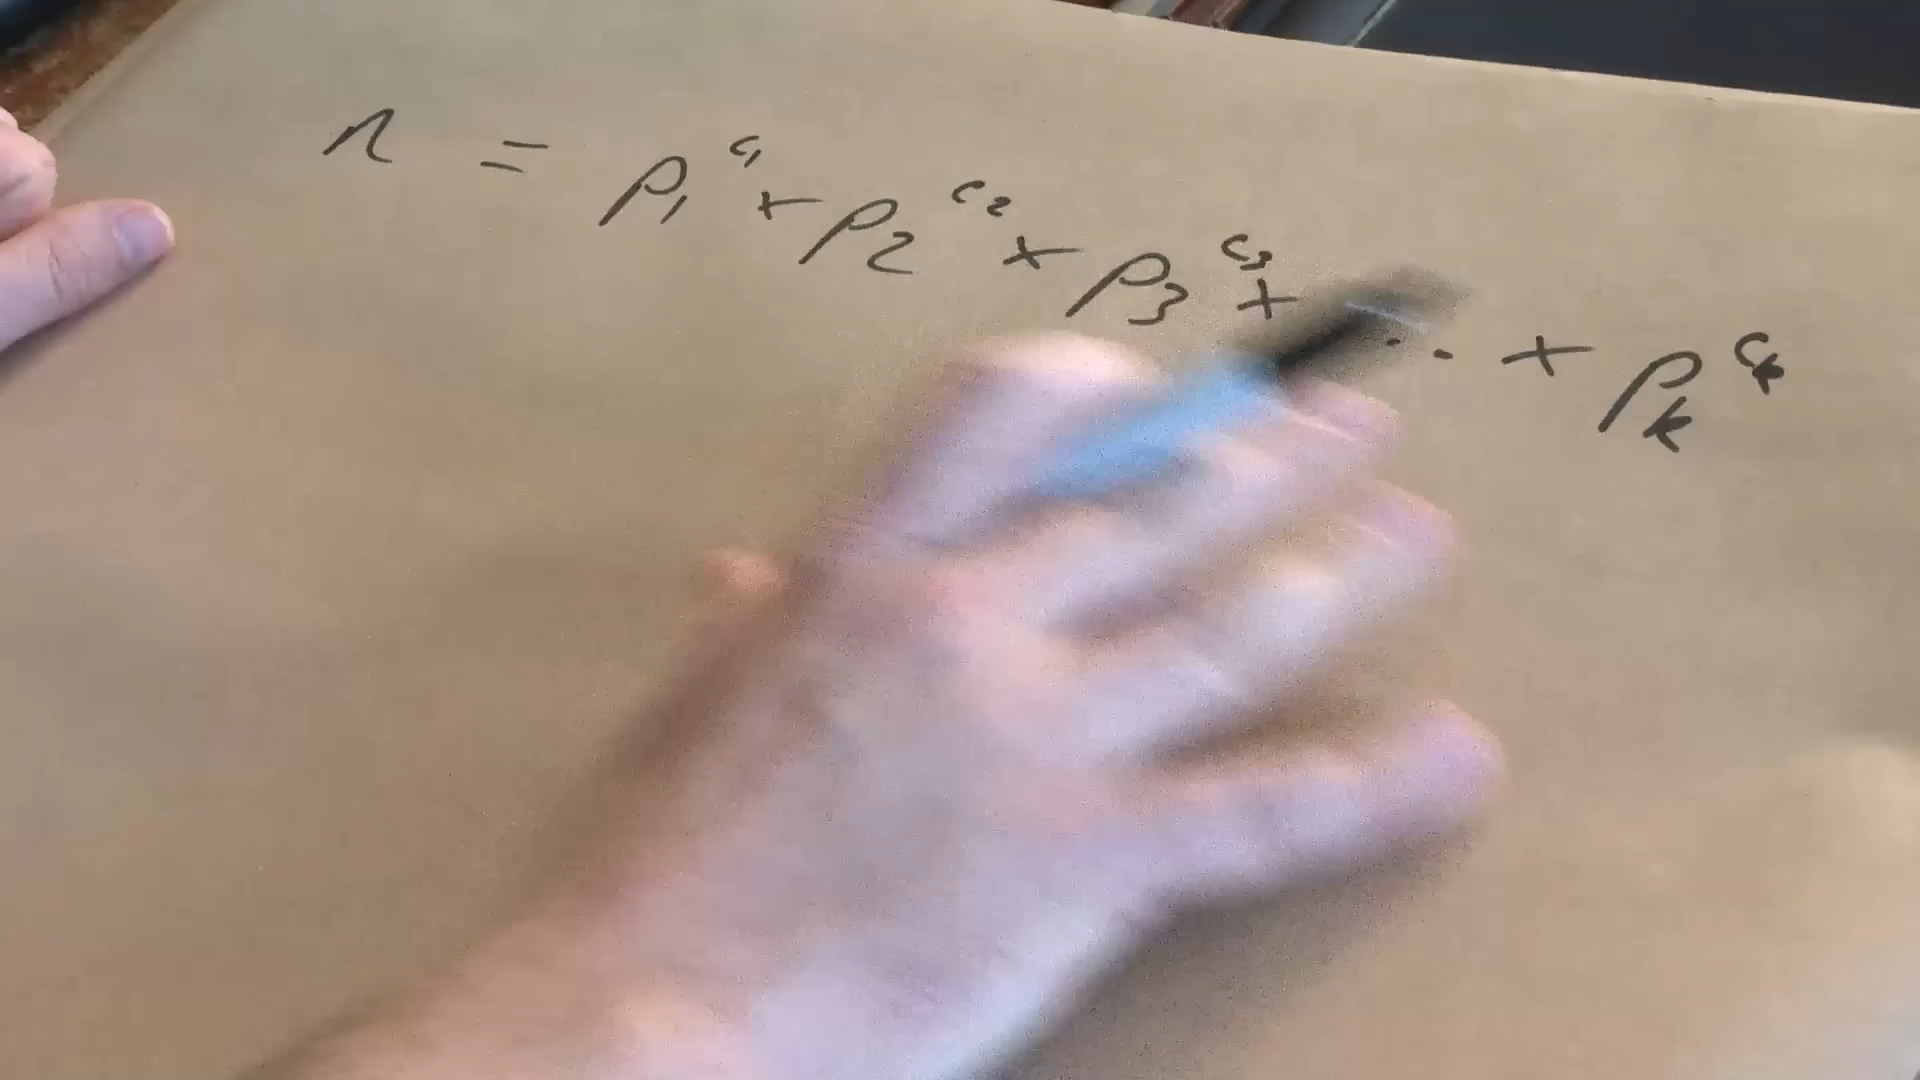 n = p₁^c₁ × p₂^c₂ × p₃^c₃ × ... × pₖ^cₖ